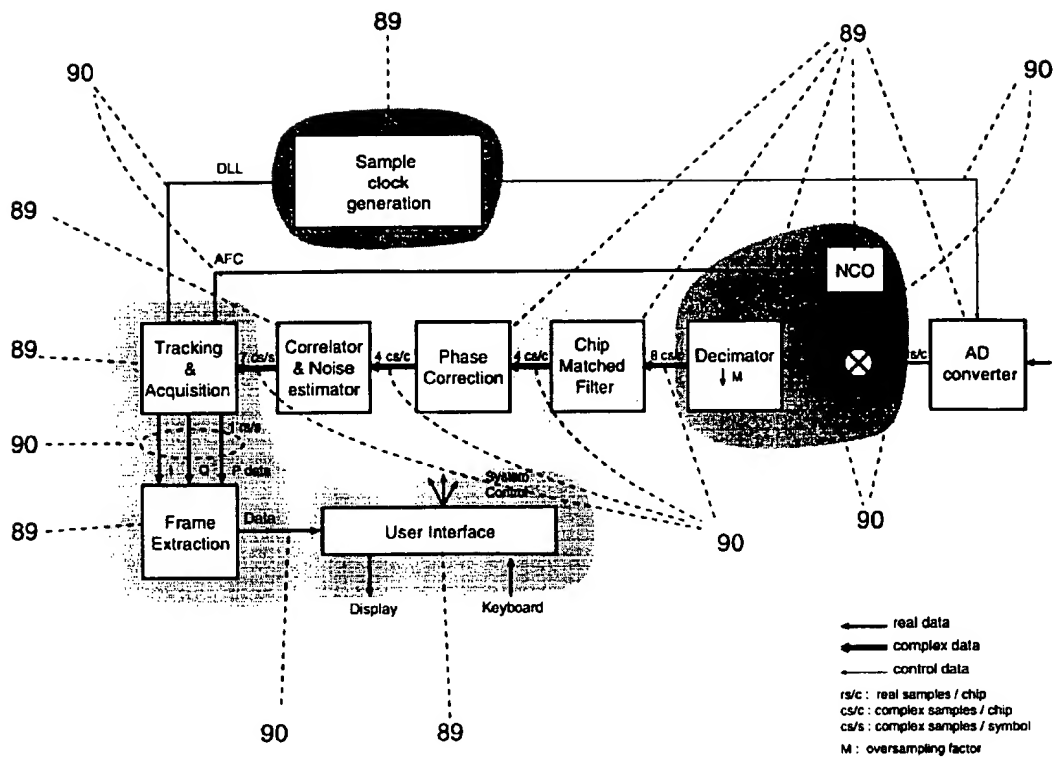 89
89
90
90
DLL
Sample
clock
generation
89
AFC
NCO
89
Tracking
&
Acquisition
7 cs/s
Correlator
& Noise
estimator
4 cs/c
Phase
Correction
4 cs/c
Chip
Matched
Filter
8 cs/c
Decimator
↓ M
rs/c
AD
converter
90
rs/s
I
Q
P data
System
Control
89
Frame
Extraction
Data
User Interface
90
90
Display
Keyboard
90
89
real data
complex data
control data
rs/c : real samples / chip
cs/c : complex samples / chip
cs/s : complex samples / symbol
M : oversampling factor